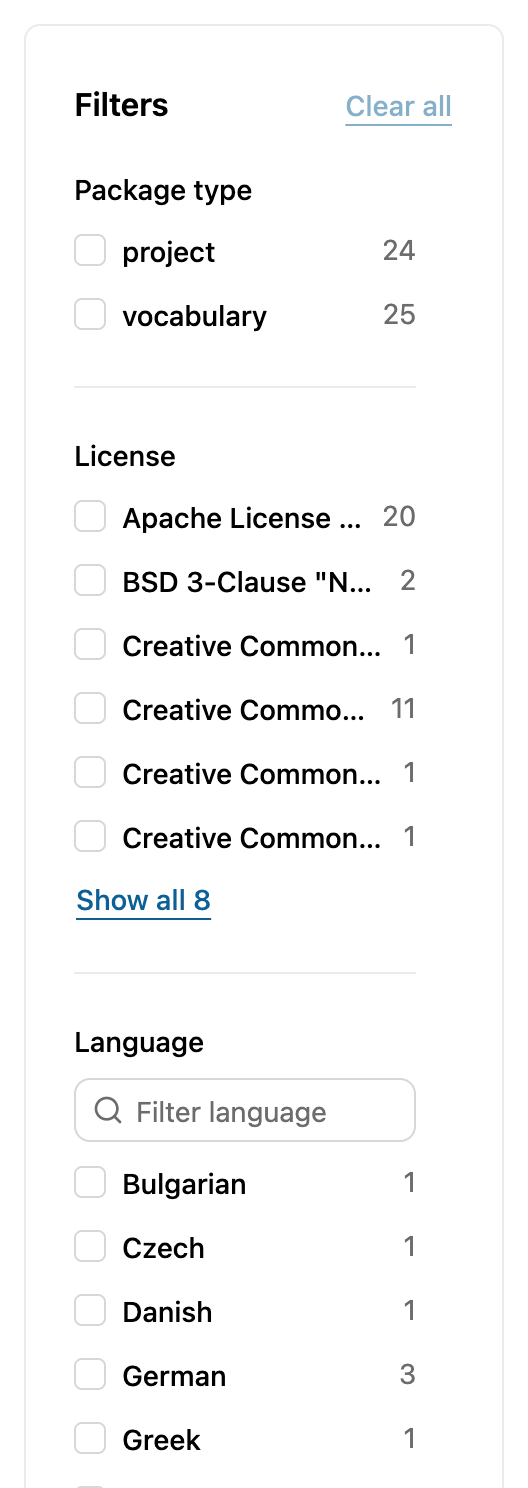 Filters
Clear all
Package type
project 24
vocabulary 25
License
Apache License ... 20
BSD 3-Clause "N... 2
Creative Common... 1
Creative Commo... 11
Creative Common... 1
Creative Common... 1
Show all 8
Language
Filter language
Bulgarian 1
Czech 1
Danish 1
German 3
Greek 1